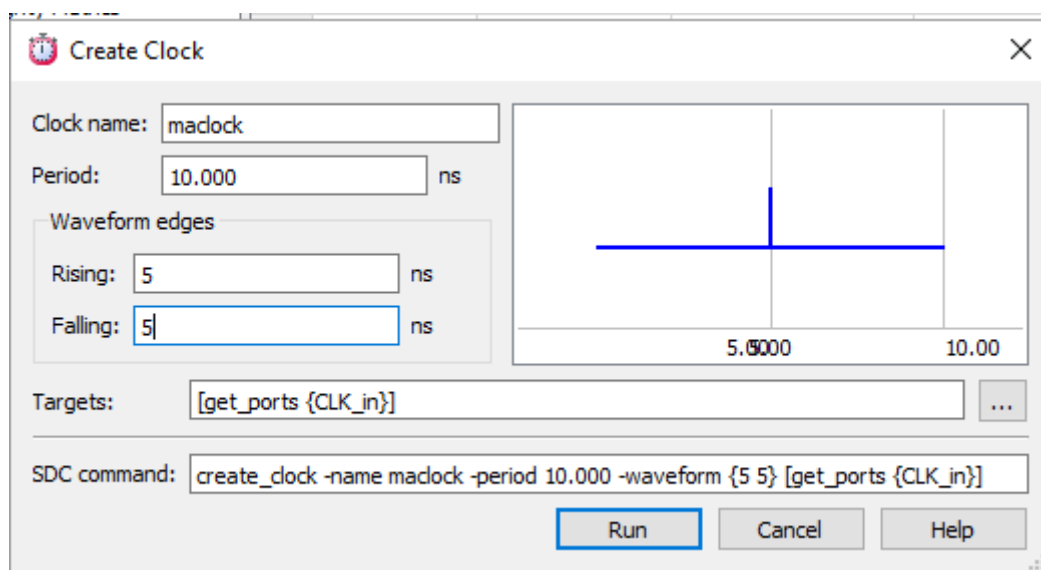 Create Clock
Clock name: maclock
Period: 10.000 ns
Waveform edges
Rising: 5 ns
Falling: 5 ns
5.00 10.00
Targets: [get_ports {CLK_in}] ...
SDC command: create_clock -name maclock -period 10.000 -waveform {5 5} [get_ports {CLK_in}]
Run Cancel Help